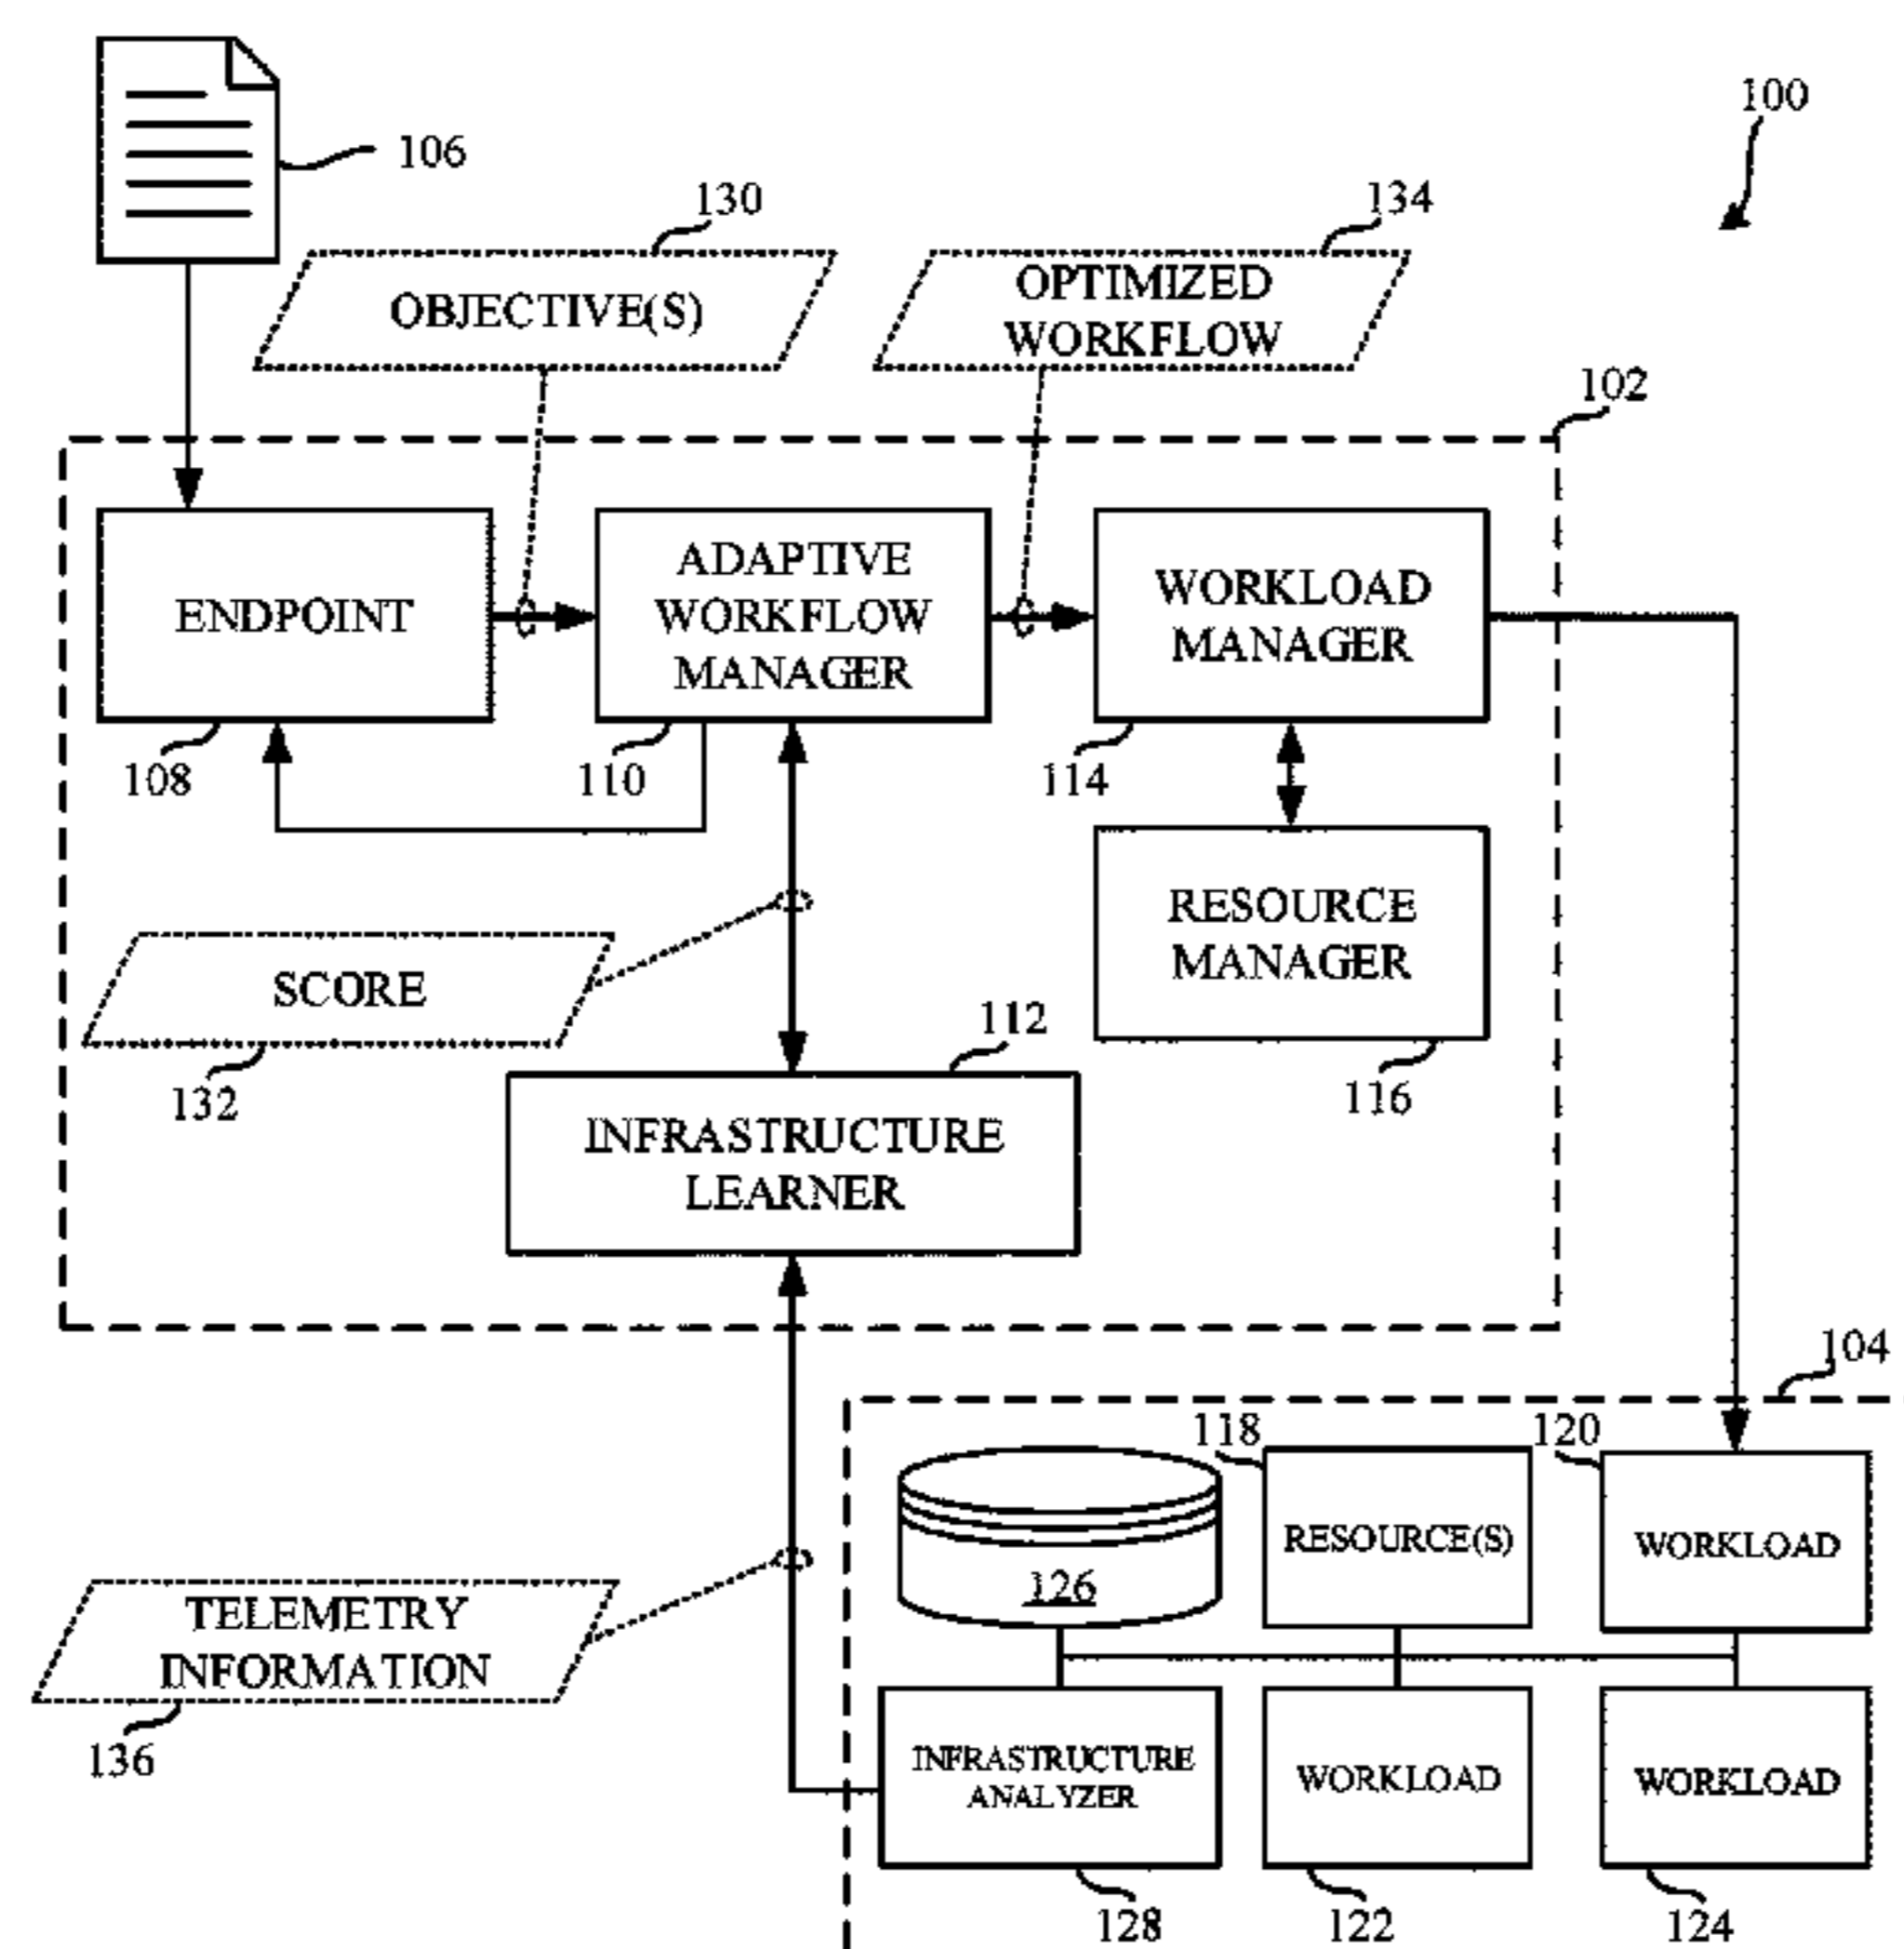 100
106
130
134
OBJECTIVE(S)
OPTIMIZED
WORKFLOW
102
ENDPOINT
ADAPTIVE
WORKFLOW
MANAGER
WORKLOAD
MANAGER
108
110
114
RESOURCE
MANAGER
SCORE
112
132
116
INFRASTRUCTURE
LEARNER
104
118
120
RESOURCE(S)
WORKLOAD
126
TELEMETRY
INFORMATION
136
INFRASTRUCTURE
ANALYZER
WORKLOAD
WORKLOAD
128
122
124